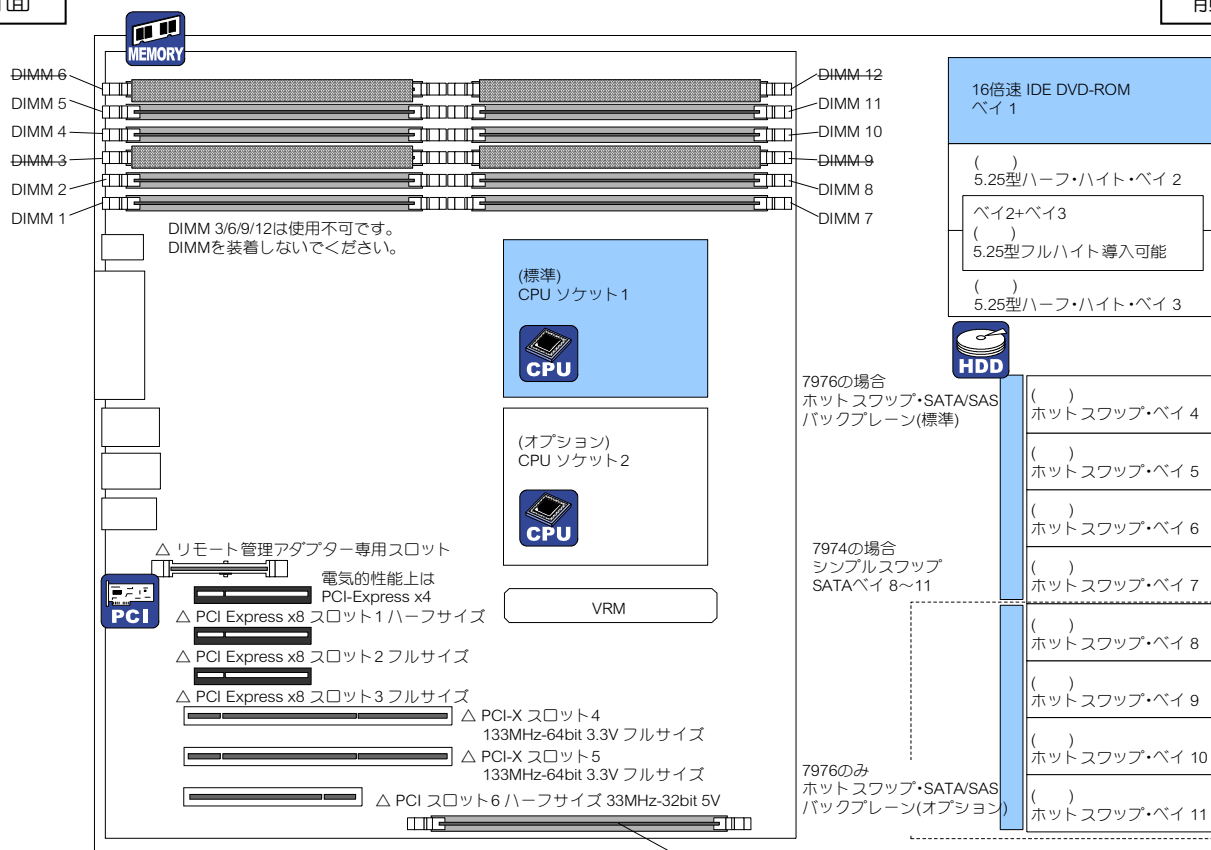 MEMORY
DIMM 6
DIMM 5
DIMM 4
DIMM 3
DIMM 2
DIMM 1
DIMM 12
DIMM 11
DIMM 10
DIMM 9
DIMM 8
DIMM 7
DIMM 3/6/9/12は使用不可です。
DIMMを装着しないでください。
(標準)
CPU ソケット1
CPU
(オプション)
CPU ソケット2
CPU
VRM
△ リモート管理アダプター専用スロット
PCI
電気的性能上は
PCI-Express x4
△ PCI Express x8 スロット1 ハーフサイズ
△ PCI Express x8 スロット2 フルサイズ
△ PCI Express x8 スロット3 フルサイズ
△ PCI-X スロット4
133MHz-64bit 3.3V フルサイズ
△ PCI-X スロット5
133MHz-64bit 3.3V フルサイズ
△ PCI スロット6 ハーフサイズ 33MHz-32bit 5V
16倍速 IDE DVD-ROM
ベイ 1
( )
5.25型ハーフ・ハイト・ベイ 2
ベイ2+ベイ3
( )
5.25型フルハイト導入可能
( )
5.25型ハーフ・ハイト・ベイ 3
HDD
7976の場合
ホットスワップ・SATA/SAS
バックプレーン(標準)
7974の場合
シンプルスワップ
SATAベイ 8～11
7976のみ
ホットスワップ・SATA/SAS
バックプレーン(オプション)
( )
ホットスワップ・ベイ 4
( )
ホットスワップ・ベイ 5
( )
ホットスワップ・ベイ 6
( )
ホットスワップ・ベイ 7
( )
ホットスワップ・ベイ 8
( )
ホットスワップ・ベイ 9
( )
ホットスワップ・ベイ 10
( )
ホットスワップ・ベイ 11